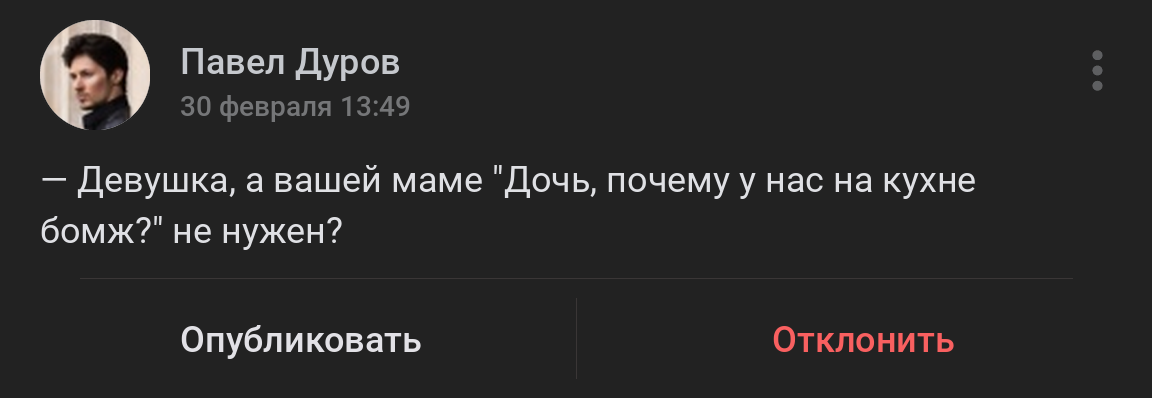 Павел Дуров
30 февраля 13:49
— Девушка, а вашей маме "Дочь, почему у нас на кухне
бомж?" не нужен?
Опубликовать
Отклонить